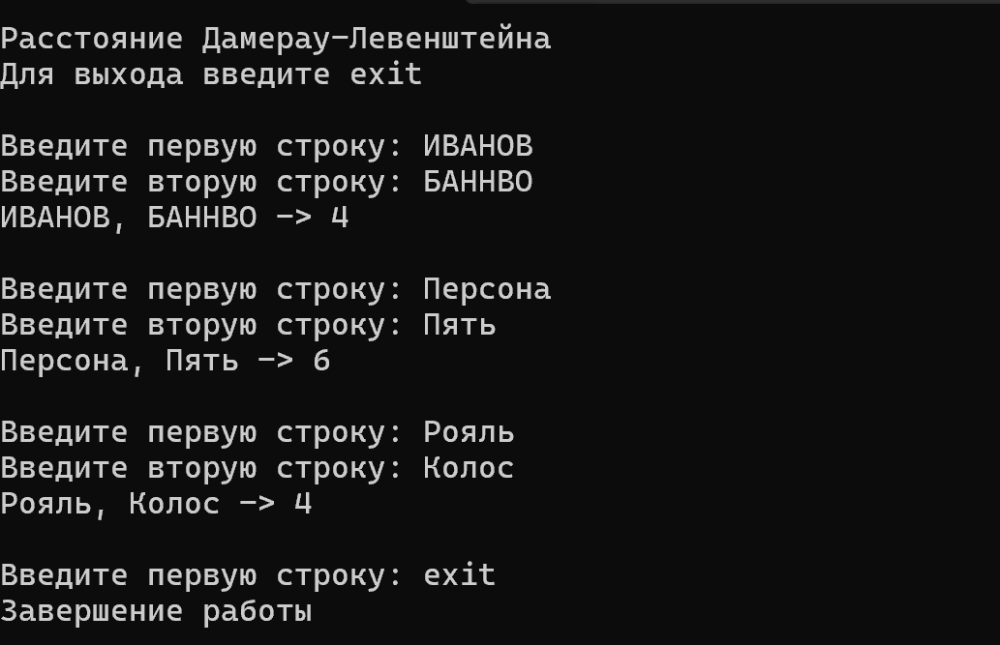 Расстояние Дамерау-Левенштейна
Для выхода введите exit
Введите первую строку: ИВАНОВ
Введите вторую строку: БАННВО
ИВАНОВ, БАННВО -> 4
Введите первую строку: Персона
Введите вторую строку: Пять
Персона, Пять -> 6
Введите первую строку: Рояль
Введите вторую строку: Колос
Рояль, Колос -> 4
Введите первую строку: exit
Завершение работы